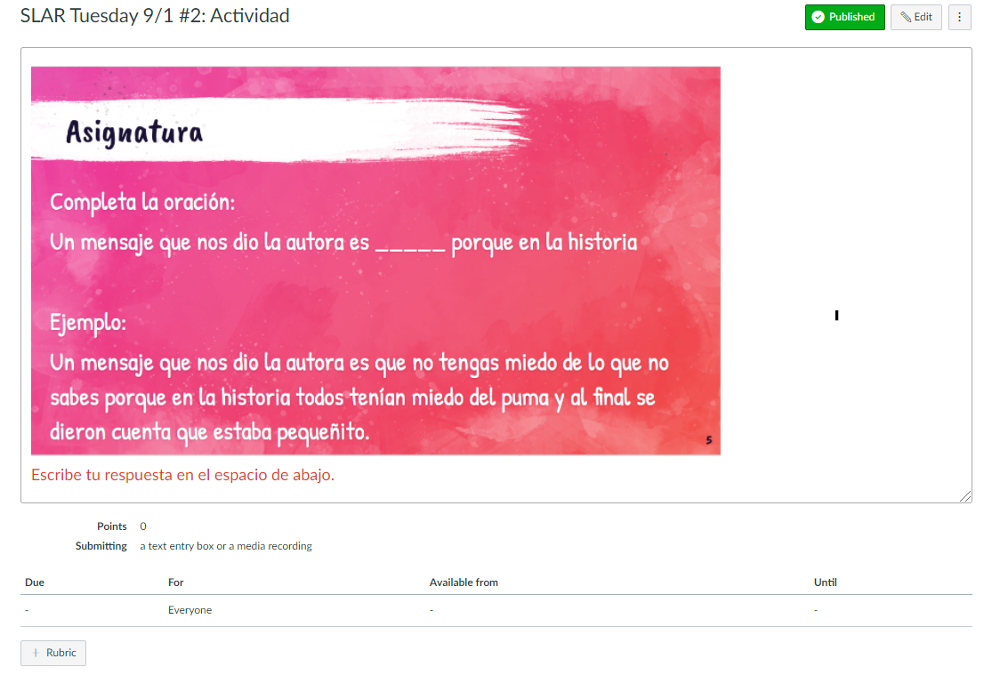 SLAR Tuesday 9/1 #2: Actividad
Published
Edit
Asignatura
Completa la oración:
Un mensaje que nos dio la autora es ______ porque en la historia
Ejemplo:
Un mensaje que nos dio la autora es que no tengas miedo de lo que no
sabes porque en la historia todos tenían miedo del puma y al final se
dieron cuenta que estaba pequeñito.
5
Escribe tu respuesta en el espacio de abajo.
Points 0
Submitting a text entry box or a media recording
Due For Available from Until
- Everyone - -
+ Rubric